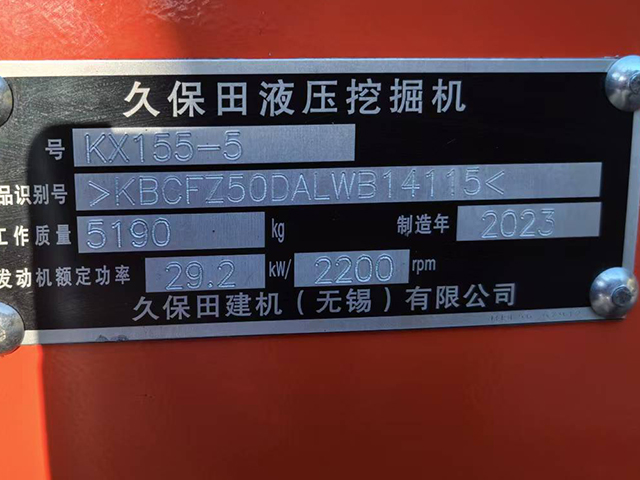 久保田液压挖掘机
号 KX155-5
品识别号 >KBCFZ50DALWB14115<
工作质量 5190 kg 制造年 2023
发动机额定功率 29.2 kW/ 2200 rpm
久保田建机（无锡）有限公司